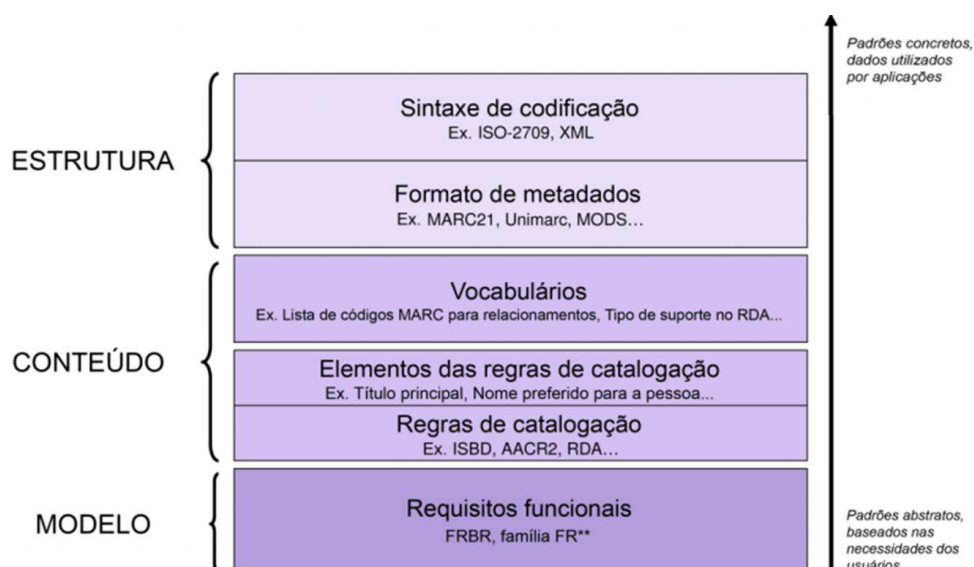 Padrões concretos,
dados utilizados
por aplicações
ESTRUTURA
Sintaxe de codificação
Ex. ISO-2709, XML
Formato de metadados
Ex. MARC21, Unimarc, MODS...
CONTEÚDO
Vocabulários
Ex. Lista de códigos MARC para relacionamentos, Tipo de suporte no RDA...
Elementos das regras de catalogação
Ex. Título principal, Nome preferido para a pessoa...
Regras de catalogação
Ex. ISBD, AACR2, RDA...
MODELO
Requisitos funcionais
FRBR, família FR**
Padrões abstratos,
baseados nas
necessidades dos
usuários